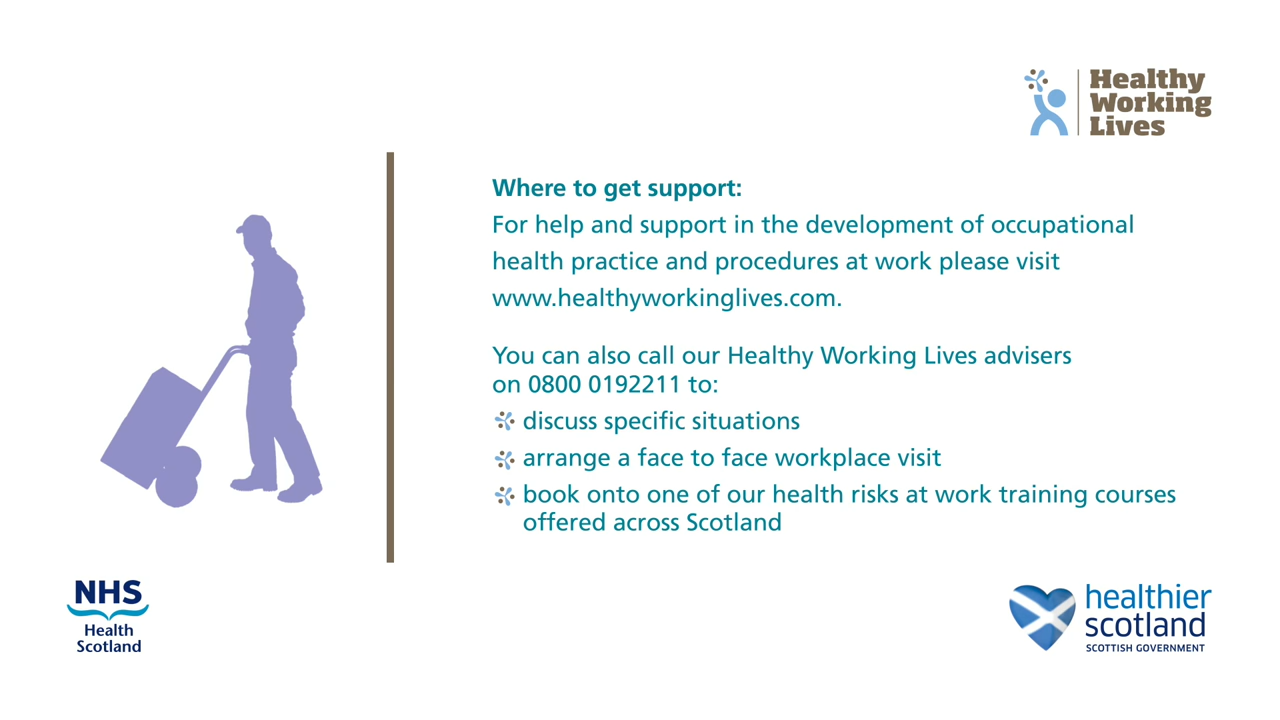 Healthy
Working
Lives
Where to get support:
For help and support in the development of occupational
health practice and procedures at work please visit
www.healthyworkinglives.com.
You can also call our Healthy Working Lives advisers
on 0800 0192211 to:
discuss specific situations
arrange a face to face workplace visit
book onto one of our health risks at work training courses
offered across Scotland
NHS
Health
Scotland
healthier
scotland
SCOTTISH GOVERNMENT